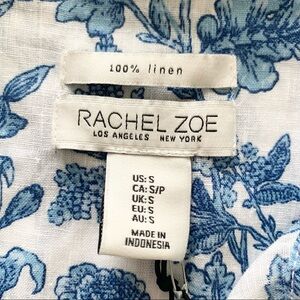 100% linen
RACHEL ZOE
LOS ANGELES NEW YORK
US: S
CA: S/P
UK: S
EU: S
AU: S
MADE IN
INDONESIA